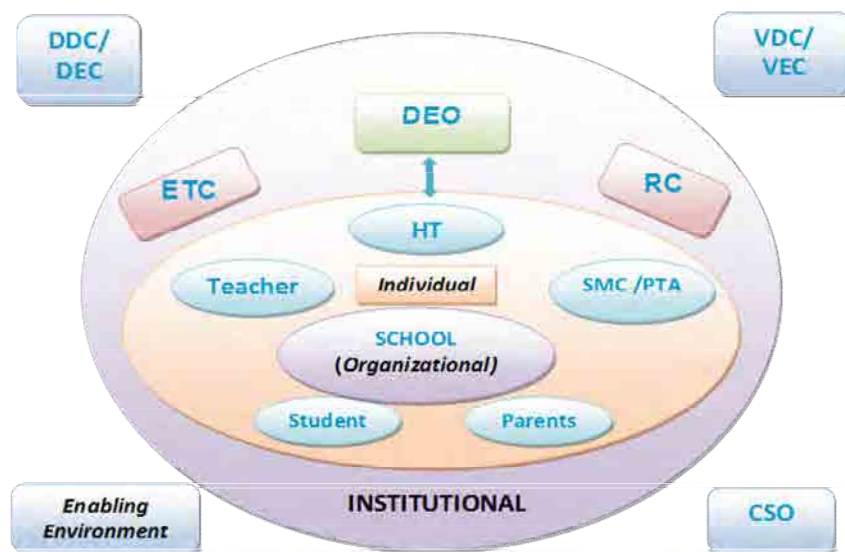 DDC/
DEC
VDC/
VEC
DEO
ETC
RC
HT
Teacher
Individual
SMC /PTA
SCHOOL
(Organizational)
Student
Parents
Enabling
Environment
INSTITUTIONAL
CSO